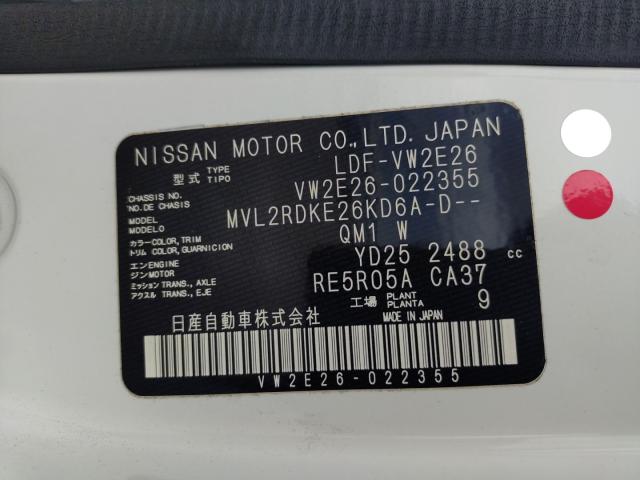 NISSAN MOTOR CO.,LTD. JAPAN
型式 TYPE TIPO LDF-VW2E26
CHASSIS NO. NO.DE CHASIS VW2E26-022355
MODEL MODELO MVL2RDKE26KD6A-D--
カラー COLOR, TRIM トリム COLOR, GUARNICION QM1 W
エンジン ENGINE MOTOR YD25 2488 cc
ミッション TRANS., AXLE アクスル TRANS., EJE RE5R05A CA37
工場 PLANT PLANTA 9
日産自動車株式会社 MADE IN JAPAN
VW2E26-022355